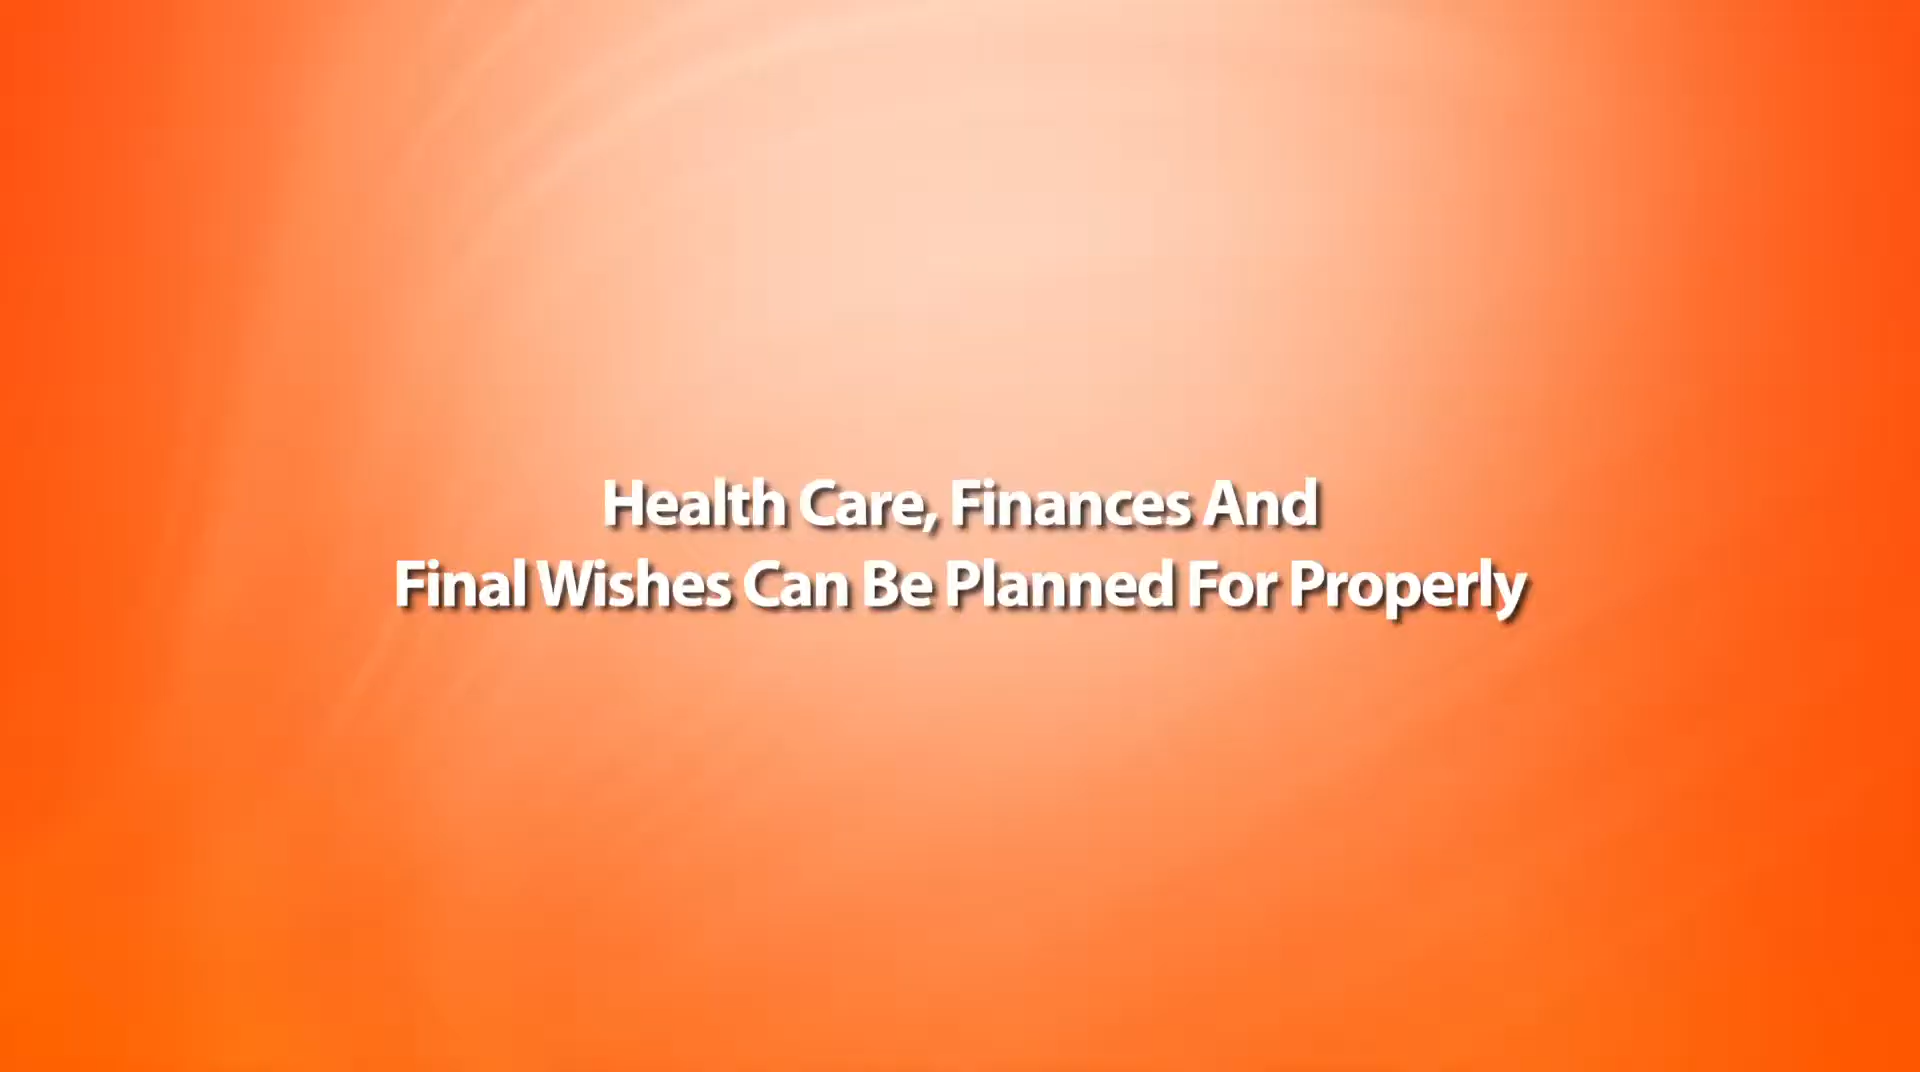 Health Care, Finances And
Final Wishes Can Be Planned For Properly